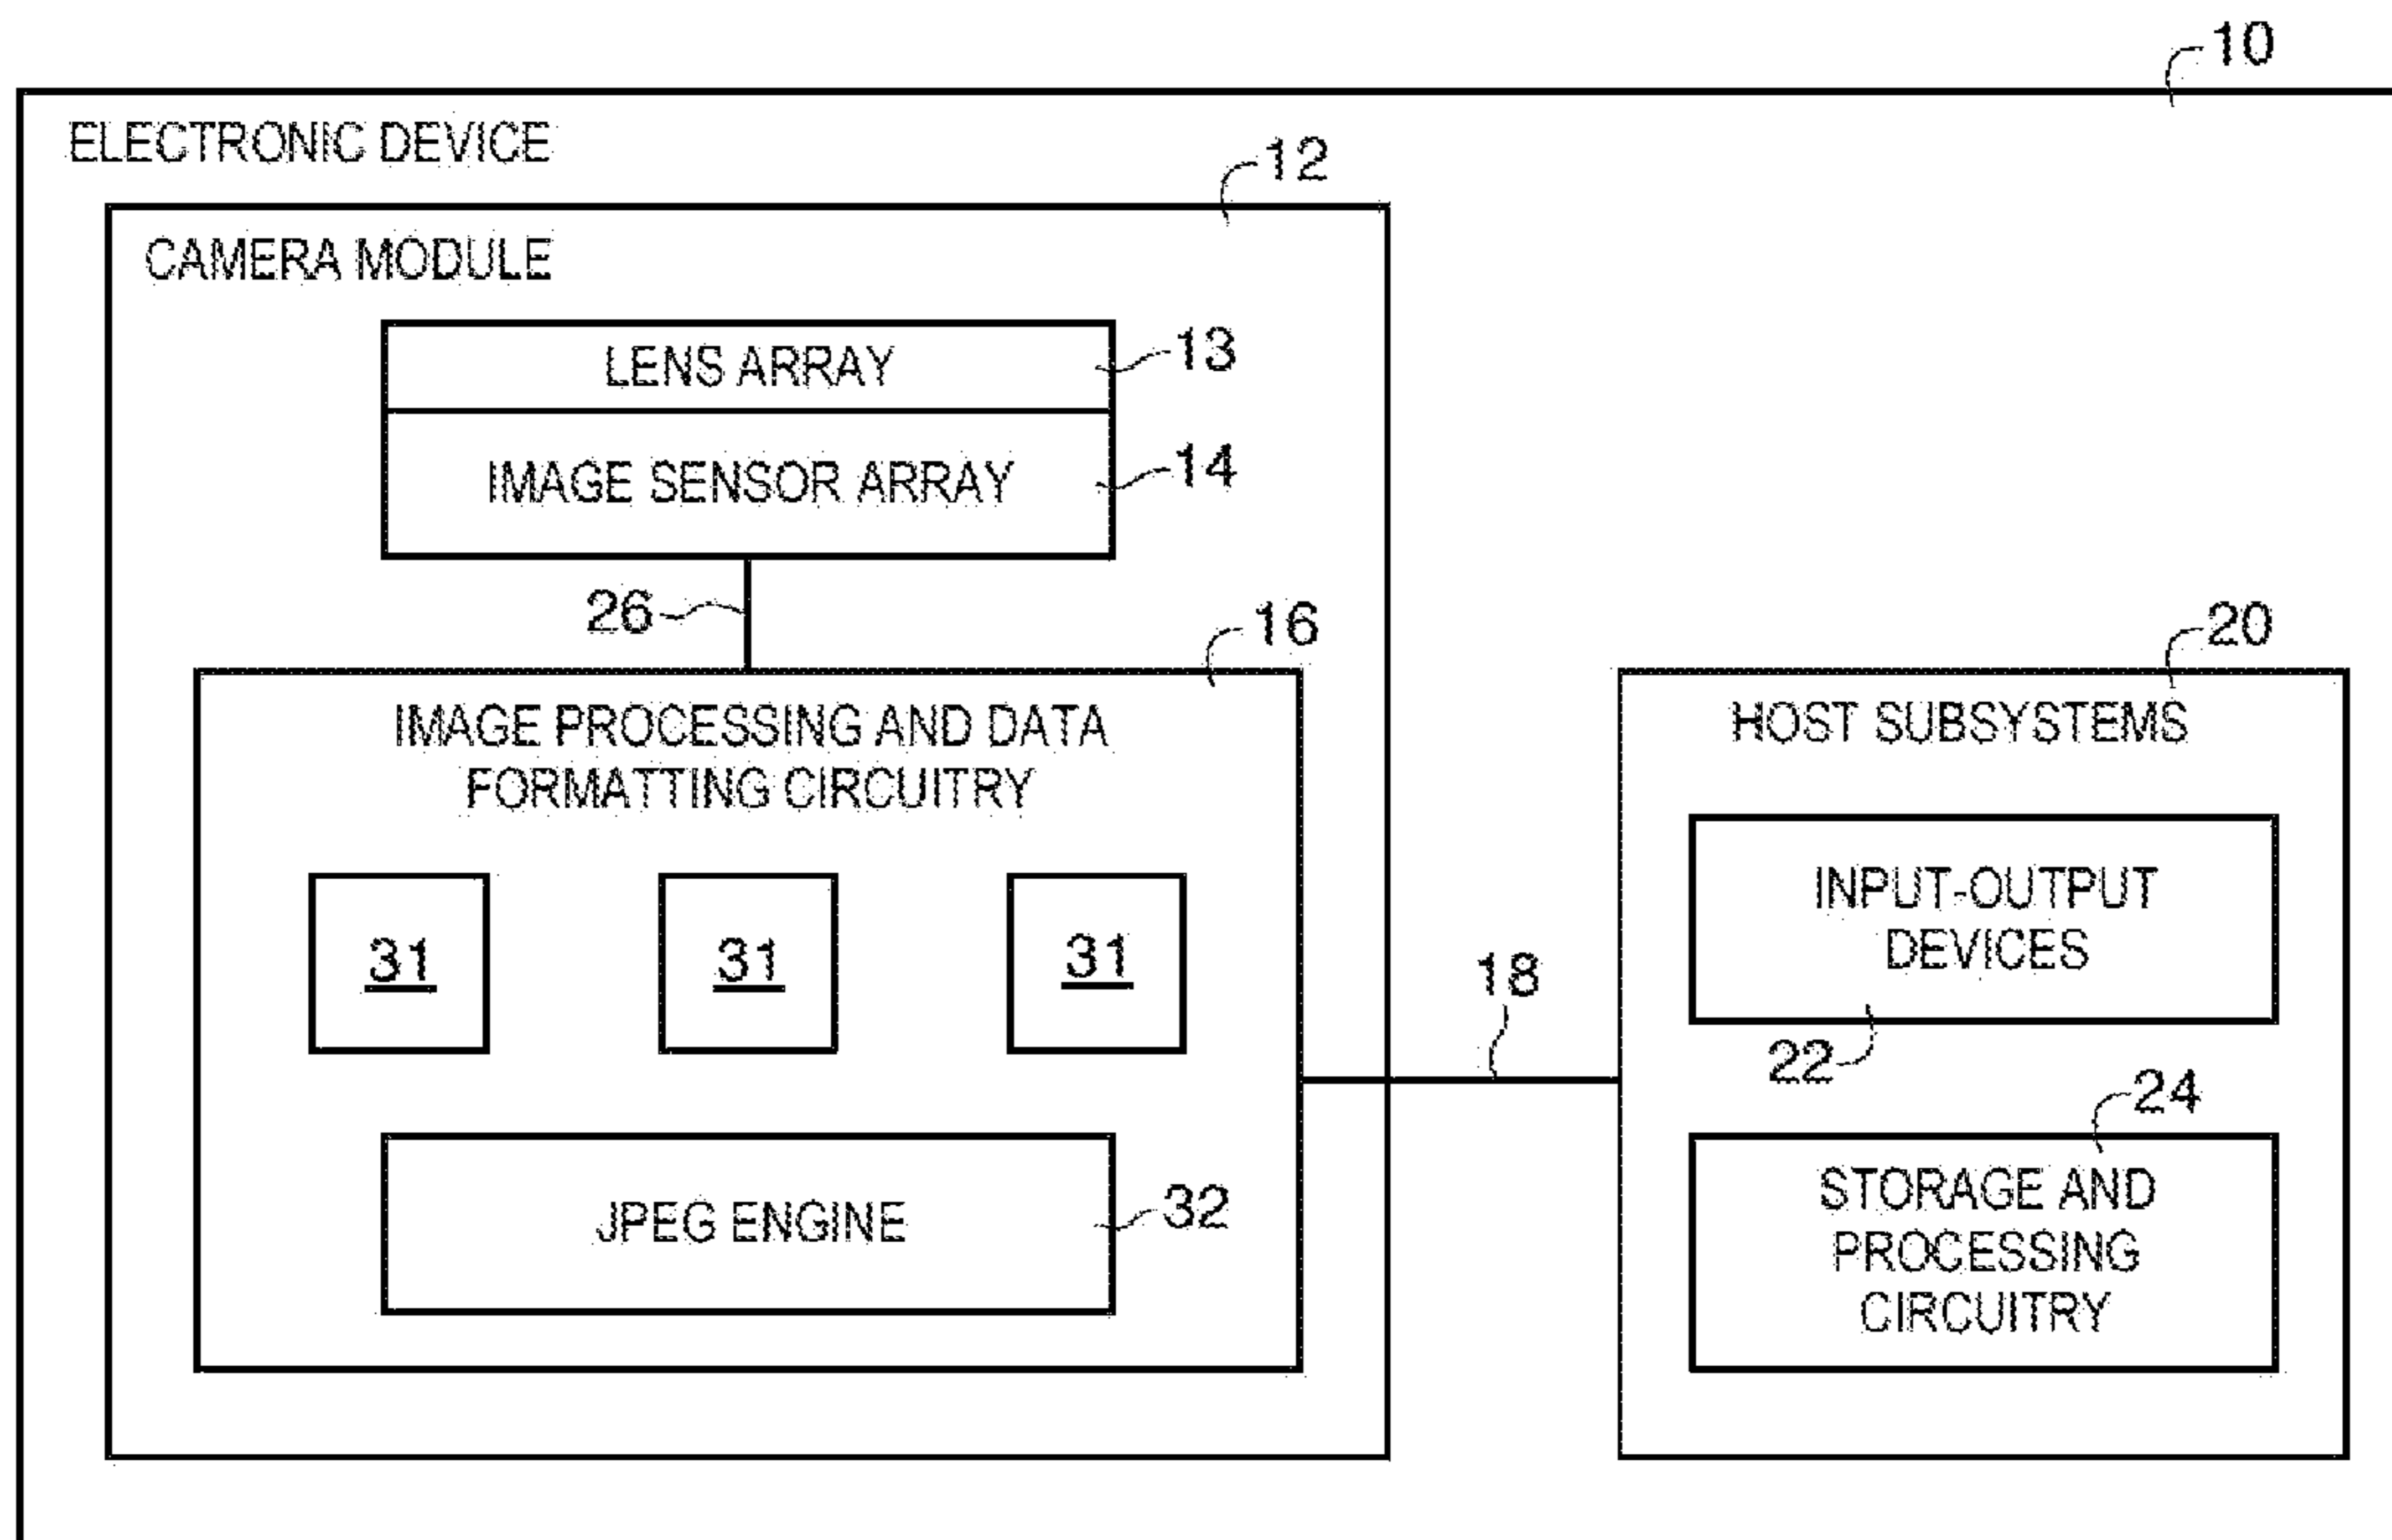 10
ELECTRONIC DEVICE
12
CAMERA MODULE
LENS ARRAY
13
IMAGE SENSOR ARRAY
14
26
16
20
IMAGE PROCESSING AND DATA
FORMATTING CIRCUITRY
HOST SUBSYSTEMS
31
31
31
INPUT-OUTPUT
DEVICES
18
22
24
JPEG ENGINE
32
STORAGE AND
PROCESSING
CIRCUITRY